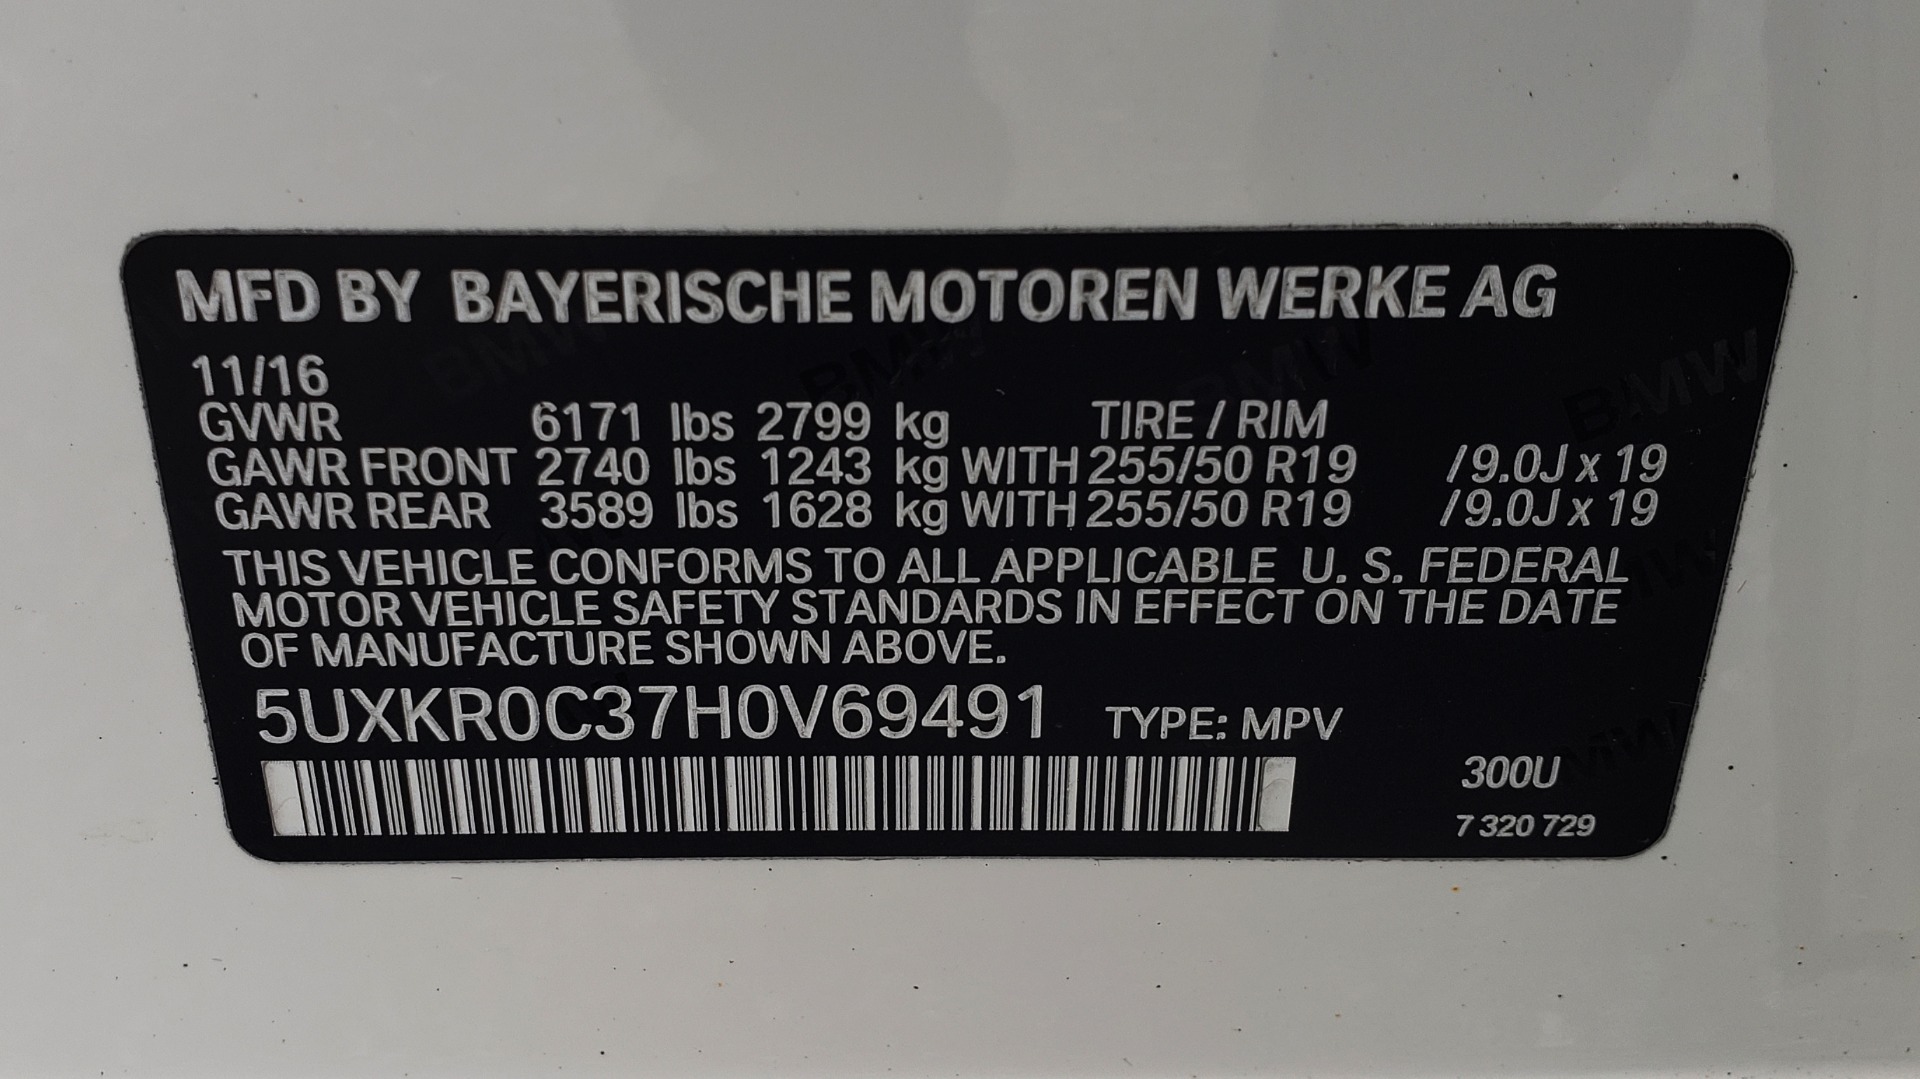 MFD BY BAYERISCHE MOTOREN WERKE AG
11/16
GVWR 6171 lbs 2799 kg TIRE / RIM
GAWR FRONT 2740 lbs 1243 kg WITH 255/50 R19 /9.0J x 19
GAWR REAR 3589 lbs 1628 kg WITH 255/50 R19 /9.0J x 19
THIS VEHICLE CONFORMS TO ALL APPLICABLE U. S. FEDERAL
MOTOR VEHICLE SAFETY STANDARDS IN EFFECT ON THE DATE
OF MANUFACTURE SHOWN ABOVE.
5UXKR0C37H0V69491 TYPE: MPV
300U
7 320 729